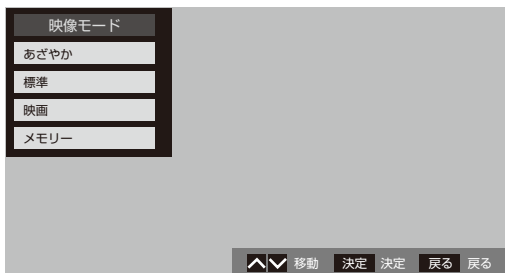 映像モード
あざやか
標準
映画
メモリー
移動 決定 決定 戻る 戻る